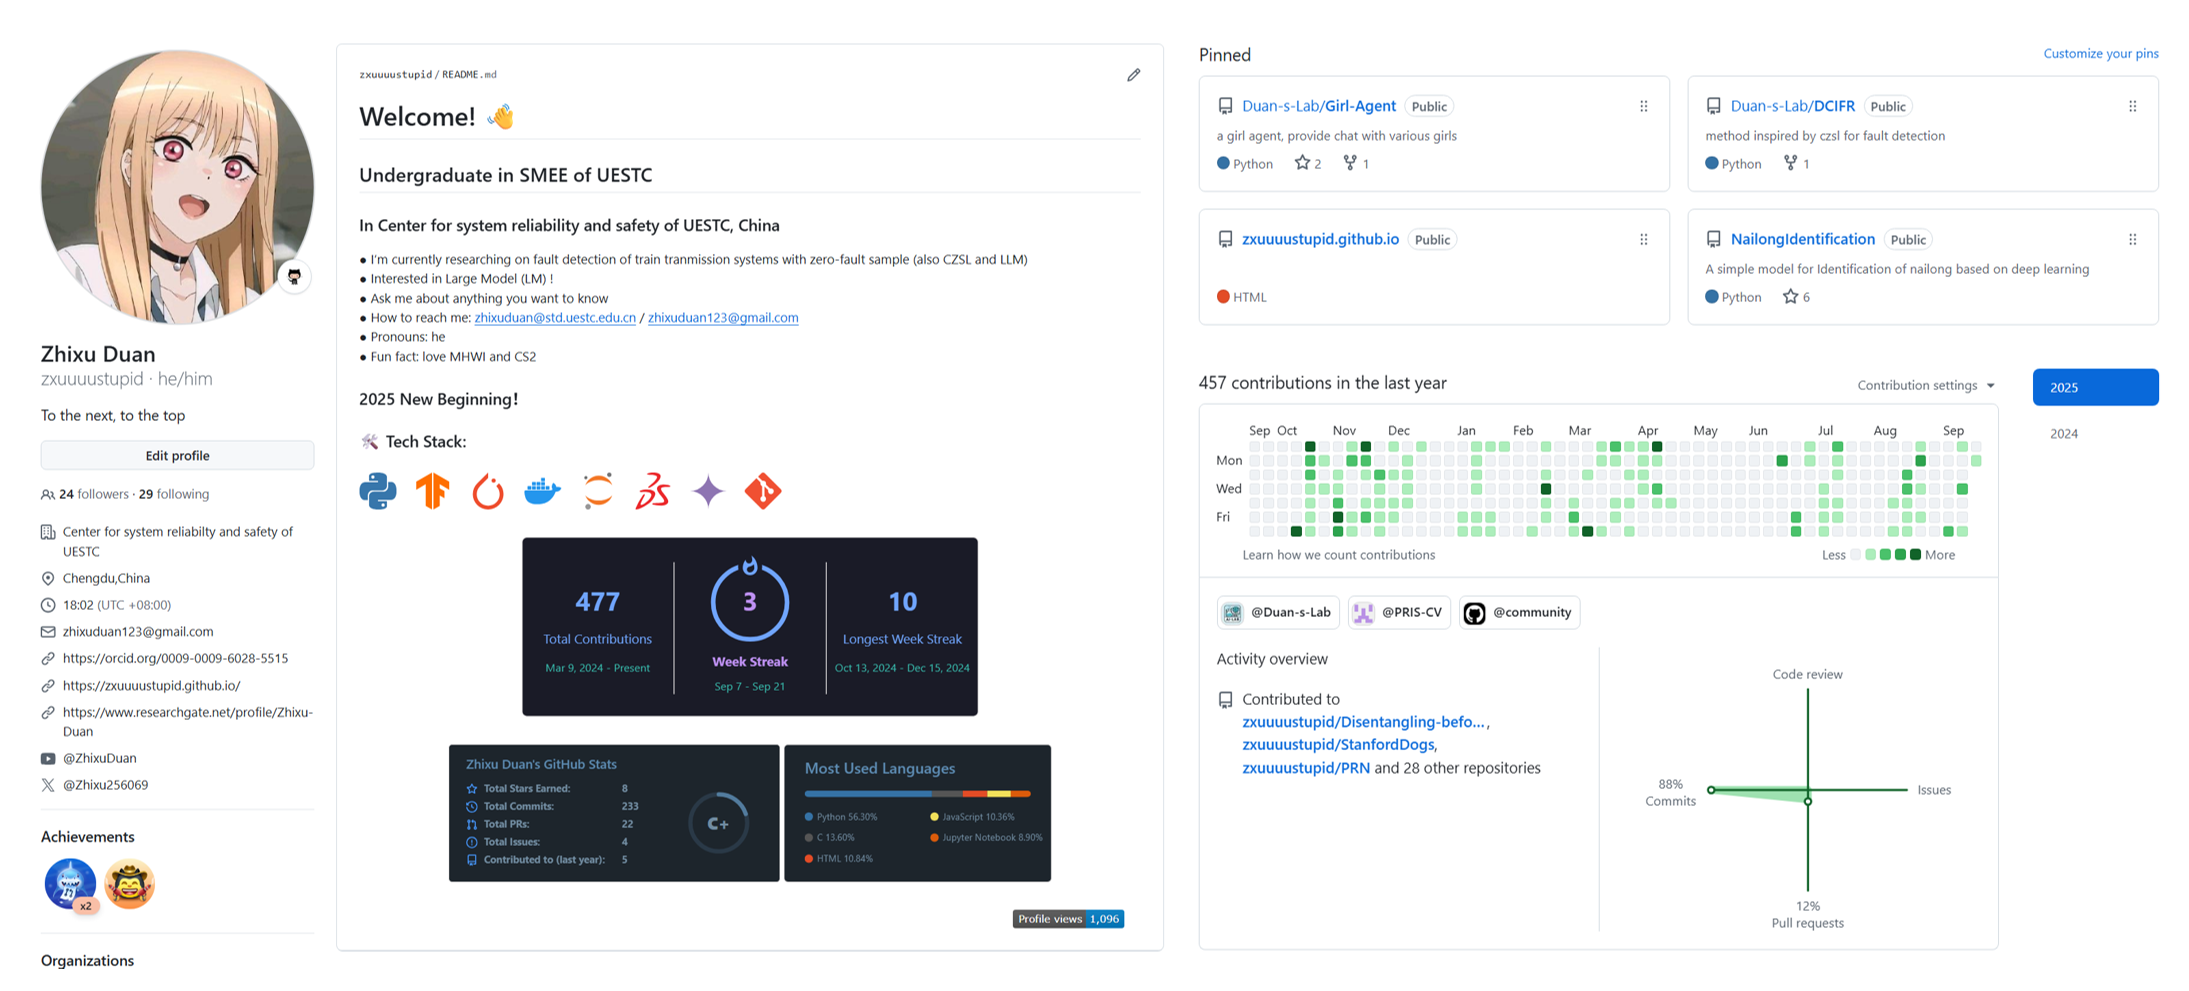 Zhixu Duan
zxuuuustupid · he/him
To the next, to the top
Edit profile
24 followers · 29 following
Center for system reliabilty and safety of
UESTC
Chengdu,China
18:02 (UTC +08:00)
zhixuduan123@gmail.com
https://orcid.org/0009-0009-6028-5515
https://zxuuuustupid.github.io/
https://www.researchgate.net/profile/Zhixu-
Duan
@ZhixuDuan
@Zhixu256069
Achievements
x2
Organizations
zxuuuustupid / README.md
Welcome! 👋
Undergraduate in SMEE of UESTC
In Center for system reliability and safety of UESTC, China
● I'm currently researching on fault detection of train tranmission systems with zero-fault sample (also CZSL and LLM)
● Interested in Large Model (LM) !
● Ask me about anything you want to know
● How to reach me: zhixuduan@std.uestc.edu.cn / zhixuduan123@gmail.com
● Pronouns: he
● Fun fact: love MHWI and CS2
2025 New Beginning!
🛠 Tech Stack:
477
Total Contributions
Mar 9, 2024 - Present
3
Week Streak
Sep 7 - Sep 21
10
Longest Week Streak
Oct 13, 2024 - Dec 15, 2024
Zhixu Duan's GitHub Stats
Total Stars Earned: 8
Total Commits: 233
Total PRs: 22
Total Issues: 4
Contributed to (last year): 5
C+
Most Used Languages
Python 56.30%
JavaScript 10.36%
C 13.60%
Jupyter Notebook 8.90%
HTML 10.84%
Profile views 1,096
Pinned
Customize your pins
Duan-s-Lab/Girl-Agent Public
a girl agent, provide chat with various girls
Python 2 1
Duan-s-Lab/DCIFR Public
method inspired by czsl for fault detection
Python 1
zxuuuustupid.github.io Public
HTML
NailongIdentification Public
A simple model for Identification of nailong based on deep learning
Python 6
457 contributions in the last year
Contribution settings
2025
2024
Sep Oct Nov Dec Jan Feb Mar Apr May Jun Jul Aug Sep
Mon
Wed
Fri
Learn how we count contributions
Less More
@Duan-s-Lab
@PRIS-CV
@community
Activity overview
Contributed to
zxuuuustupid/Disentangling-befo... ,
zxuuuustupid/StanfordDogs,
zxuuuustupid/PRN and 28 other repositories
Code review
88%
Commits
Issues
12%
Pull requests